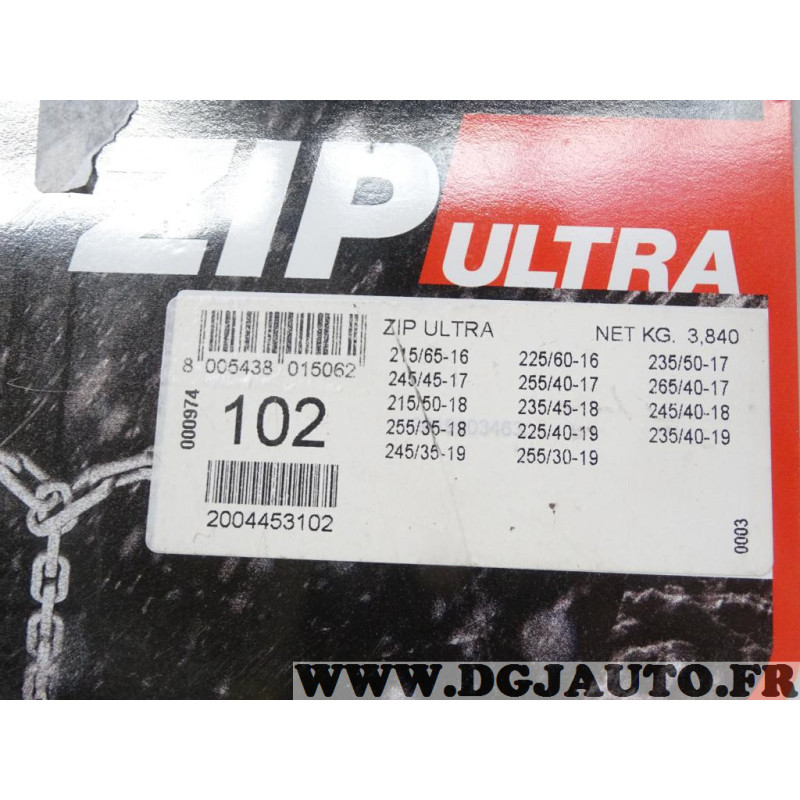 ZIP ULTRA
ZIP ULTRA NET KG. 3,840
8 005438 015062
215/65-16 225/60-16 235/50-17
245/45-17 255/40-17 265/40-17
215/50-18 235/45-18 245/40-18
255/35-18 225/40-19 235/40-19
245/35-19 255/30-19
000974
102
2004453102
0003
WWW.DGJAUTO.FR